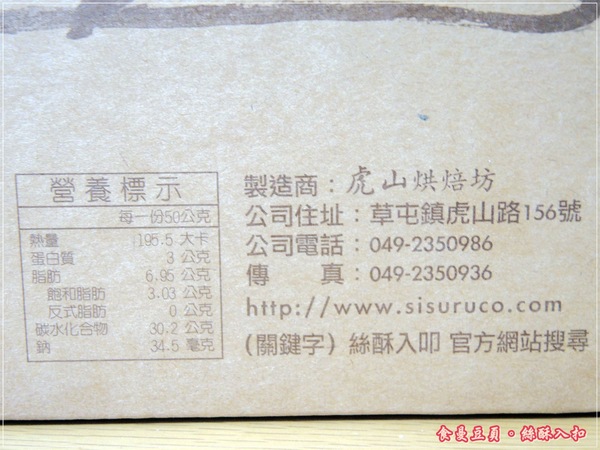 營養標示
每一份50公克
熱量 195.5 大卡
蛋白質 3 公克
脂肪 6.95 公克
飽和脂肪 3.03 公克
反式脂肪 0 公克
碳水化合物 30.2 公克
鈉 34.5 毫克
製造商：虎山烘焙坊
公司住址：草屯鎮虎山路156號
公司電話：049-2350986
傳　　真：049-2350936
http://www.sisuruco.com
(關鍵字) 絲酥入叩 官方網站搜尋
食曼豆頁。絲酥入扣